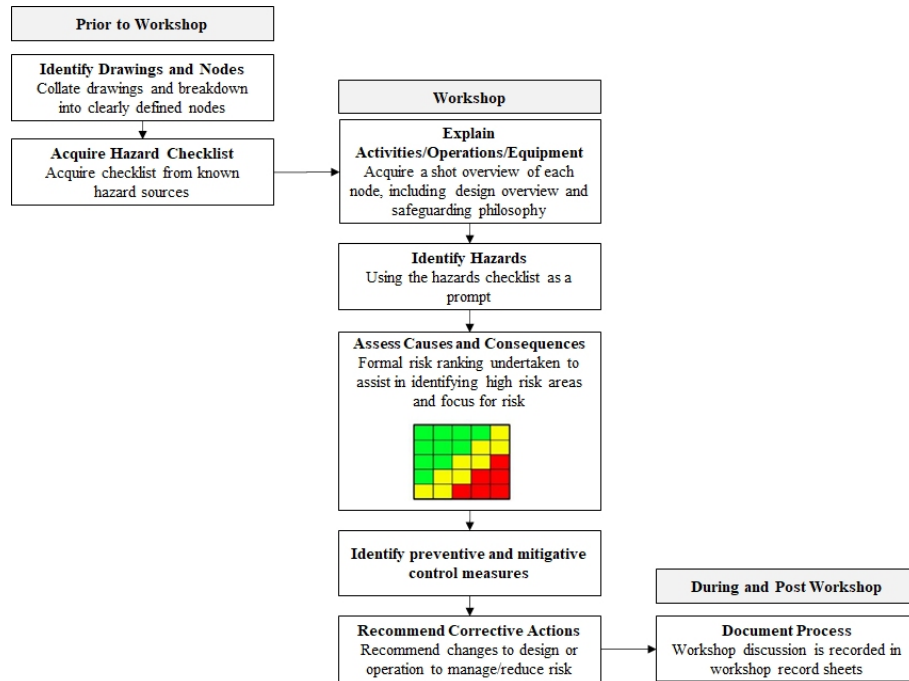 Prior to Workshop
Identify Drawings and Nodes
Collate drawings and breakdown
into clearly defined nodes
Acquire Hazard Checklist
Acquire checklist from known
hazard sources
Workshop
Explain
Activities/Operations/Equipment
Acquire a shot overview of each
node, including design overview and
safeguarding philosophy
Identify Hazards
Using the hazards checklist as a
prompt
Assess Causes and Consequences
Formal risk ranking undertaken to
assist in identifying high risk areas
and focus for risk
Identify preventive and mitigative
control measures
Recommend Corrective Actions
Recommend changes to design or
operation to manage/reduce risk
During and Post Workshop
Document Process
Workshop discussion is recorded in
workshop record sheets